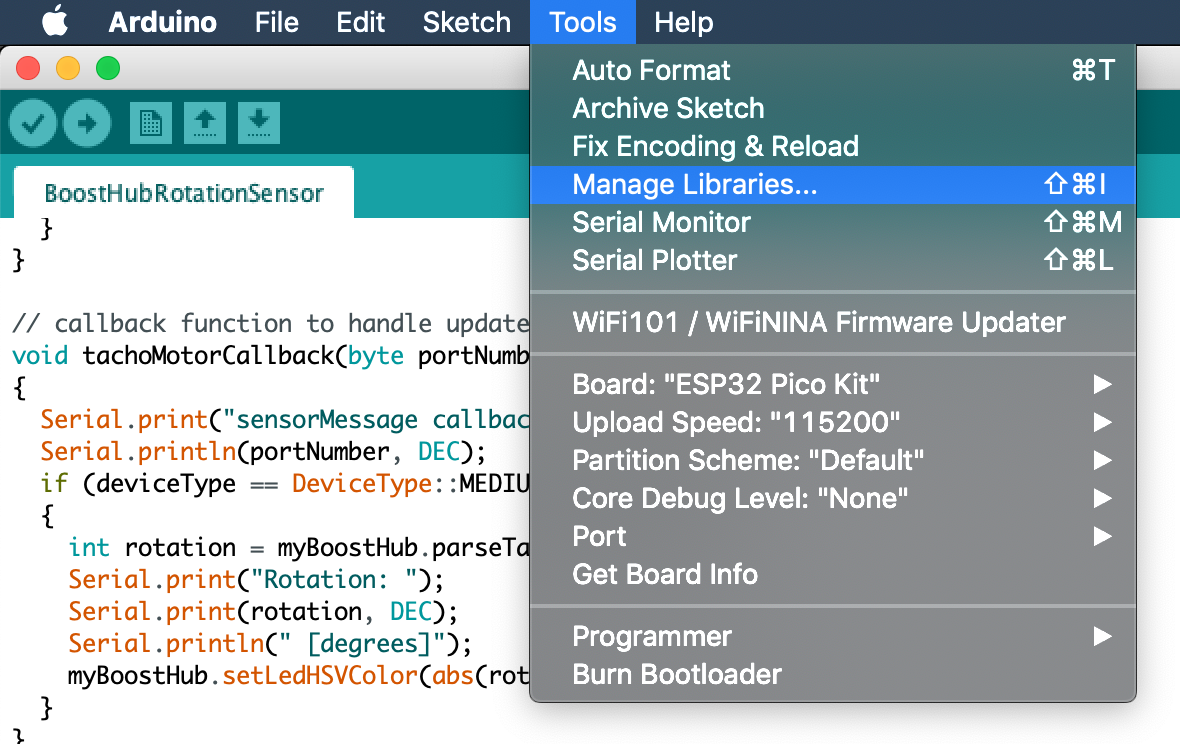 Arduino File Edit Sketch Tools Help
Auto Format ⌘T
Archive Sketch
Fix Encoding & Reload
Manage Libraries... ⇧⌘I
Serial Monitor ⇧⌘M
Serial Plotter ⇧⌘L
WiFi101 / WiFiNINA Firmware Updater
Board: "ESP32 Pico Kit"
Upload Speed: "115200"
Partition Scheme: "Default"
Core Debug Level: "None"
Port
Get Board Info
Programmer
Burn Bootloader
BoostHubRotationSensor
}
}
// callback function to handle update
void tachoMotorCallback(byte portNumb
{
Serial.print("sensorMessage callbac
Serial.println(portNumber, DEC);
if (deviceType == DeviceType::MEDIU
{
int rotation = myBoostHub.parseTa
Serial.print("Rotation: ");
Serial.print(rotation, DEC);
Serial.println(" [degrees]");
myBoostHub.setLedHSVColor(abs(rot
}
}